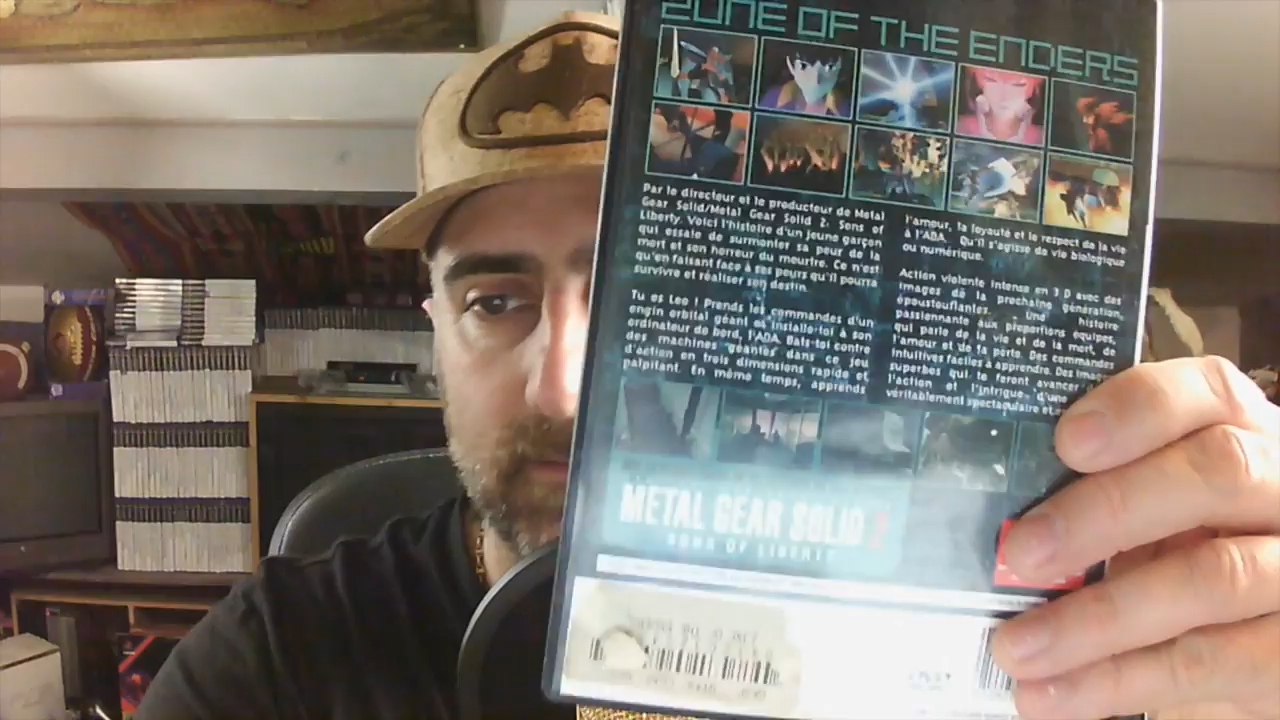 ZONE OF THE ENDERS
Par le directeur et le producteur de Metal
Gear Solid/Metal Gear Solid 2: Sons of
Liberty. Voici l'histoire d'un jeune garçon
qui essaie de surmonter sa peur de la
mort et son horreur du meurtre. Ce n'est
qu'en faisant face à ses peurs qu'il pourra
survivre et réaliser son destin.
Tu es Leo ! Prends les commandes d'un
engin orbital géant et installe-toi à son
ordinateur de bord, l'ADA. Bats-toi contre
des machines géantes dans ce jeu
d'action en trois dimensions rapide et
palpitant. En même temps, apprends
l'amour, la loyauté et le respect de la vie
à l'ADA. Qu'il s'agisse de vie biologique
ou numérique.
Action violente intense en 3 D avec des
images de la prochaine génération,
époustouflantes. Une histoire
passionnante aux proportions épiques,
qui parle de la vie et de la mort, de
l'amour et de la perte. Des commandes
intuitives faciles à apprendre. Des
superbes qui te feront avancer
l'action et l'intrigue d'une
véritablement spectaculaire et
METAL GEAR SOLID 2
SONS OF LIBERTY